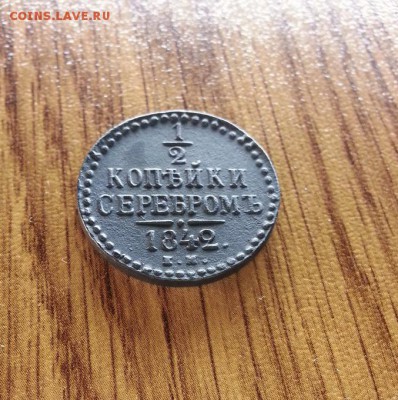 COINS.LAVE.RU
1
2
КОПѢЙКИ
СЕРЕБРОМЪ
1842.